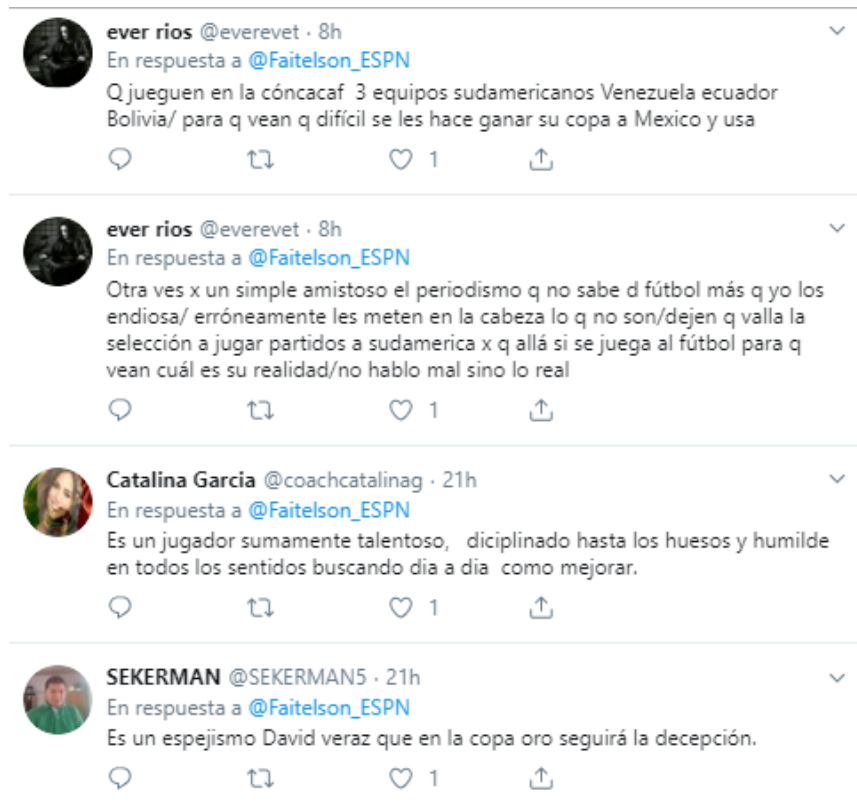 ever rios @everevet · 8h
En respuesta a @Faitelson_ESPN
Q jueguen en la cóncacaf 3 equipos sudamericanos Venezuela ecuador
Bolivia/ para q vean q difícil se les hace ganar su copa a Mexico y usa
1
ever rios @everevet · 8h
En respuesta a @Faitelson_ESPN
Otra ves x un simple amistoso el periodismo q no sabe d fútbol más q yo los
endiosa/ erróneamente les meten en la cabeza lo q no son/dejen q valla la
selección a jugar partidos a sudamerica x q allá si se juega al fútbol para q
vean cuál es su realidad/no hablo mal sino lo real
1
Catalina Garcia @coachcatalinag · 21h
En respuesta a @Faitelson_ESPN
Es un jugador sumamente talentoso, diciplinado hasta los huesos y humilde
en todos los sentidos buscando dia a dia como mejorar.
1
SEKERMAN @SEKERMAN5 · 21h
En respuesta a @Faitelson_ESPN
Es un espejismo David veraz que en la copa oro seguirá la decepción.
1